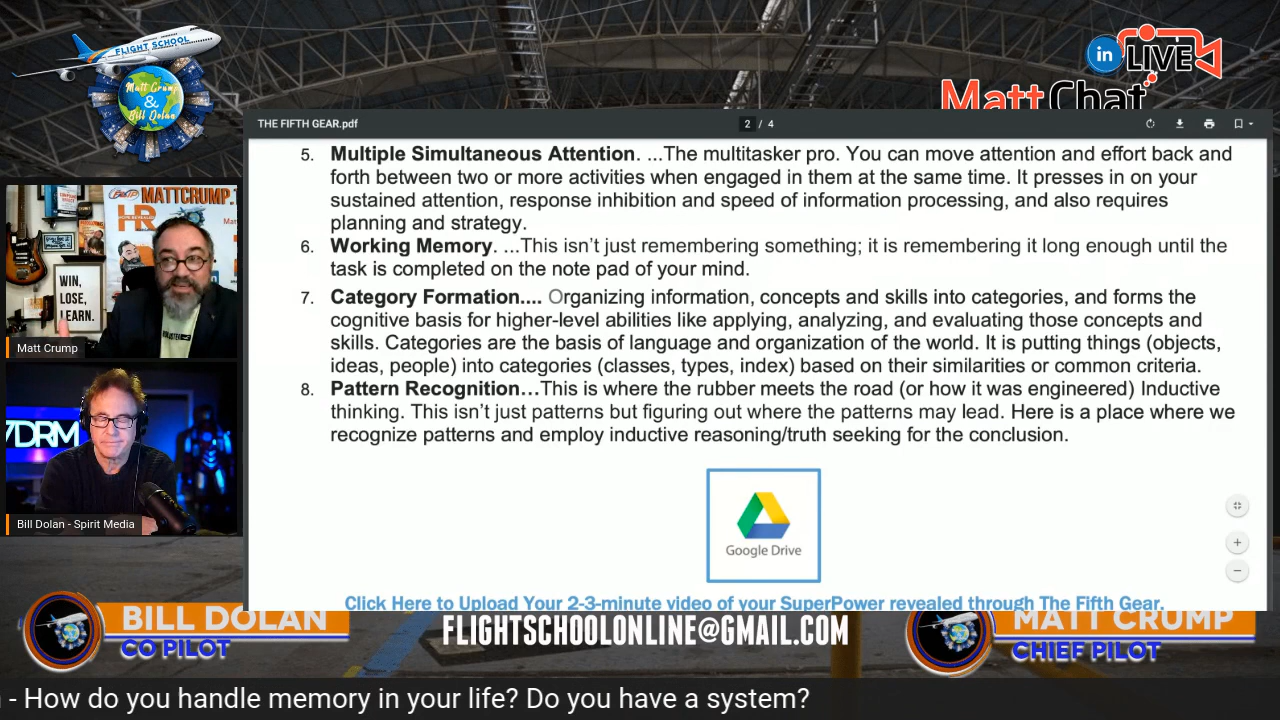 FLIGHT SCHOOL
Matt Crump
&
Bill Dolan
in LIVE
MattChat
THE FIFTH GEAR.pdf
2 / 4
5. Multiple Simultaneous Attention. ...The multitasker pro. You can move attention and effort back and
forth between two or more activities when engaged in them at the same time. It presses in on your
sustained attention, response inhibition and speed of information processing, and also requires
planning and strategy.
6. Working Memory. ...This isn’t just remembering something; it is remembering it long enough until the
task is completed on the note pad of your mind.
7. Category Formation.... Organizing information, concepts and skills into categories, and forms the
cognitive basis for higher-level abilities like applying, analyzing, and evaluating those concepts and
skills. Categories are the basis of language and organization of the world. It is putting things (objects,
ideas, people) into categories (classes, types, index) based on their similarities or common criteria.
8. Pattern Recognition…This is where the rubber meets the road (or how it was engineered) Inductive
thinking. This isn’t just patterns but figuring out where the patterns may lead. Here is a place where we
recognize patterns and employ inductive reasoning/truth seeking for the conclusion.
Google Drive
Click Here to Upload Your 2-3-minute video of your SuperPower revealed through The Fifth Gear.
MATTCRUMP.
HR
WIN,
LOSE,
LEARN.
Matt Crump
7DRM
Bill Dolan - Spirit Media
BILL DOLAN
CO PILOT
FLIGHTSCHOOLONLINE@GMAIL.COM
MATT CRUMP
CHIEF PILOT
- How do you handle memory in your life? Do you have a system?